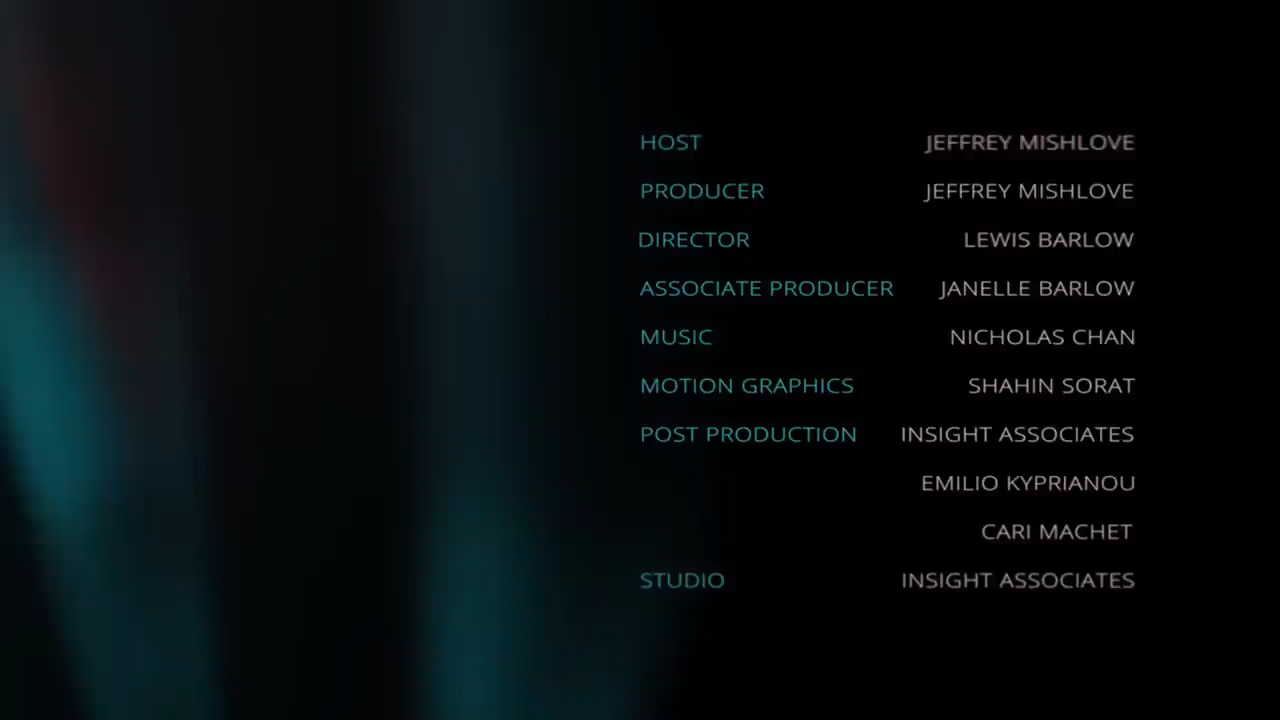 HOST JEFFREY MISHLOVE
PRODUCER JEFFREY MISHLOVE
DIRECTOR LEWIS BARLOW
ASSOCIATE PRODUCER JANELLE BARLOW
MUSIC NICHOLAS CHAN
MOTION GRAPHICS SHAHIN SORAT
POST PRODUCTION INSIGHT ASSOCIATES
EMILIO KYPRIANOU
CARI MACHET
STUDIO INSIGHT ASSOCIATES